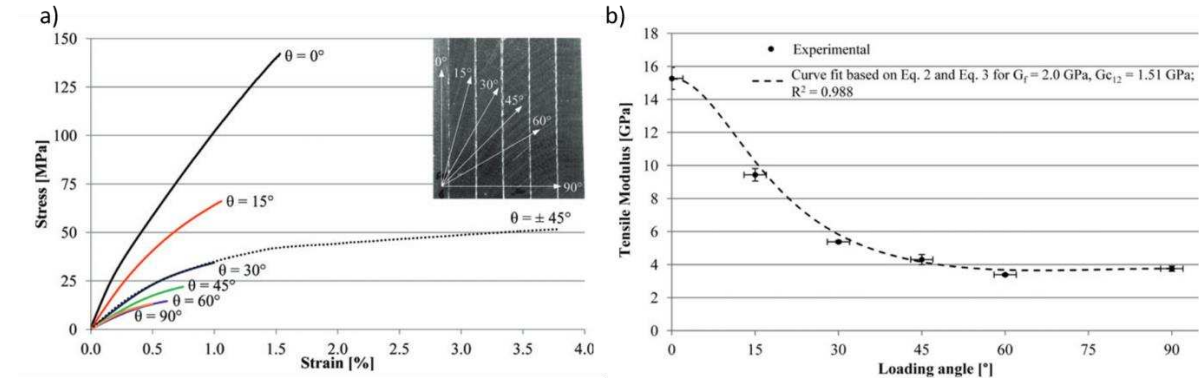 a)
150
125
100
75
50
25
0
Stress [MPa]
0.0 0.5 1.0 1.5 2.0 2.5 3.0 3.5 4.0
Strain [%]
θ = 0°
θ = 15°
θ = ± 45°
θ = 30°
θ = 45°
θ = 60°
θ = 90°
0°
15°
30°
45°
60°
90°
b)
18
16
14
12
10
8
6
4
2
0
Tensile Modulus [GPa]
Experimental
Curve fit based on Eq. 2 and Eq. 3 for Gf = 2.0 GPa, Gc12 = 1.51 GPa;
R² = 0.988
0 15 30 45 60 75 90
Loading angle [°]